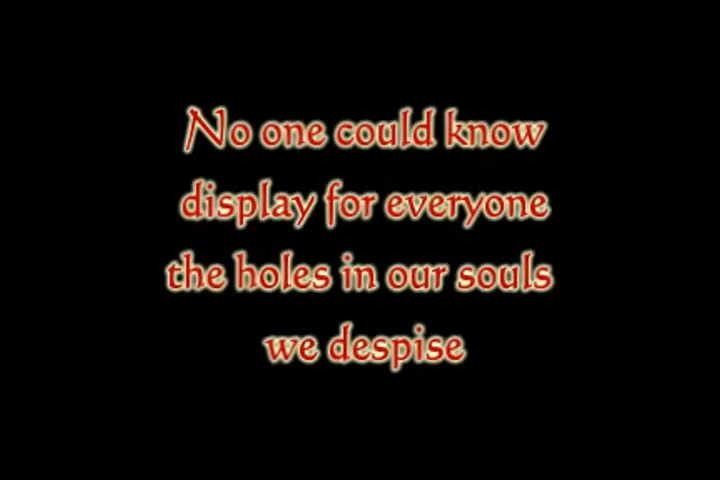 No one could know
display for everyone
the holes in our souls
we despise